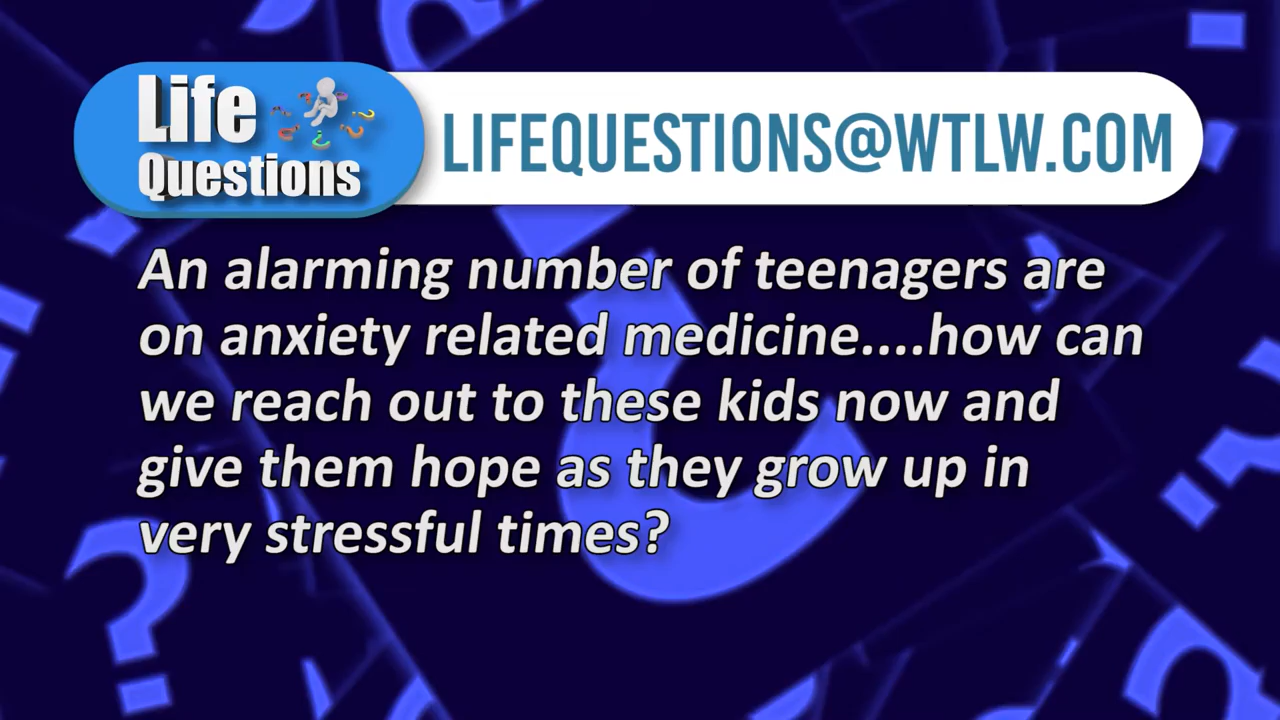 Life
Questions
LIFEQUESTIONS@WTLW.COM
An alarming number of teenagers are
on anxiety related medicine....how can
we reach out to these kids now and
give them hope as they grow up in
very stressful times?